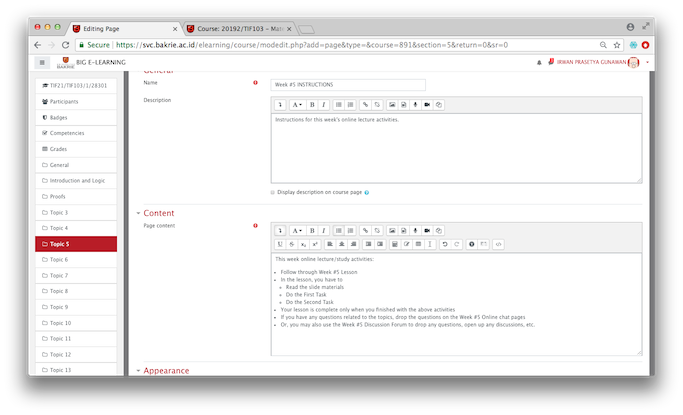 Editing Page
Course: 20192/TIF103 – Mate
Secure
https://svc.bakrie.ac.id/elearning/course/modedit.php?add=page&type=&course=891&section=5&return=0&sr=0
BAKRIE
BIG E-LEARNING
IRWAN PRASETYA GUNAWAN
TIF21/TIF103/1/28301
Participants
Badges
Competencies
Grades
General
Introduction and Logic
Proofs
Topic 3
Topic 4
Topic 5
Topic 6
Topic 7
Topic 8
Topic 9
Topic 10
Topic 11
Topic 12
Topic 13
General
Name
Week #5 INSTRUCTIONS
Description
A B I
Instructions for this week's online lecture activities.
Display description on course page
Content
Page content
A B I
U S x₂ x²
This week online lecture/study activities:
Follow through Week #5 Lesson
In the lesson, you have to
Read the slide materials
Do the First Task
Do the Second Task
Your lesson is complete only when you finished with the above activities
If you have any questions related to the topics, drop the questions on the Week #5 Online chat pages
Or, you may also use the Week #5 Discussion Forum to drop any questions, open up any discussions, etc.
Appearance